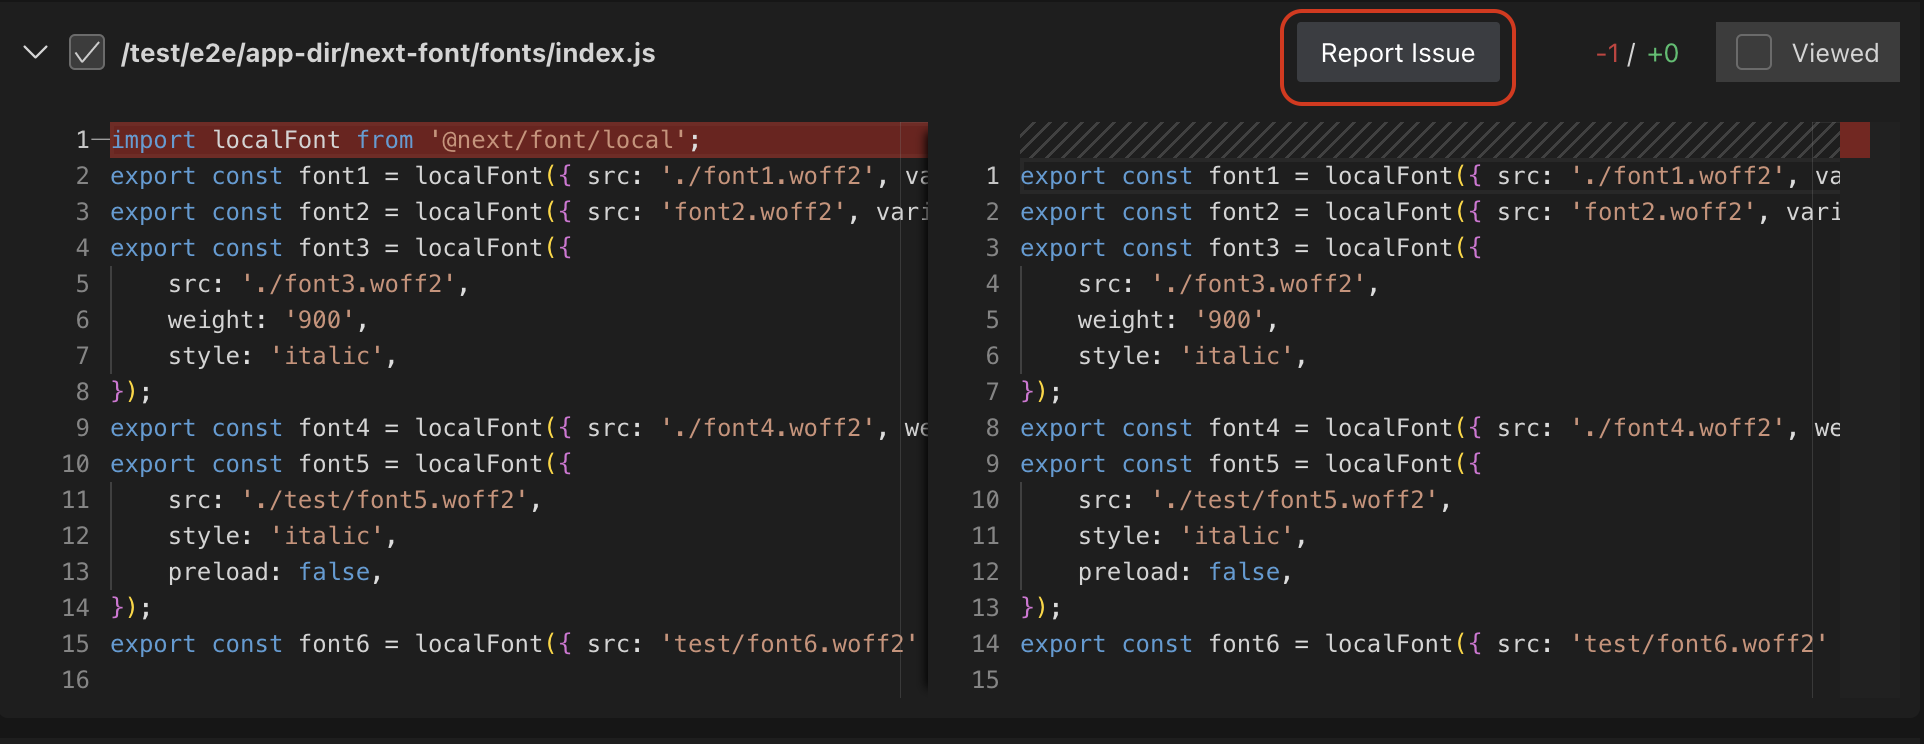 /test/e2e/app-dir/next-font/fonts/index.js Report Issue -1 / +0 Viewed
1 import localFont from '@next/font/local';
2 export const font1 = localFont({ src: './font1.woff2', va
3 export const font2 = localFont({ src: 'font2.woff2', vari
4 export const font3 = localFont({
5 src: './font3.woff2',
6 weight: '900',
7 style: 'italic',
8 });
9 export const font4 = localFont({ src: './font4.woff2', we
10 export const font5 = localFont({
11 src: './test/font5.woff2',
12 style: 'italic',
13 preload: false,
14 });
15 export const font6 = localFont({ src: 'test/font6.woff2'
16
1 export const font1 = localFont({ src: './font1.woff2', va
2 export const font2 = localFont({ src: 'font2.woff2', vari
3 export const font3 = localFont({
4 src: './font3.woff2',
5 weight: '900',
6 style: 'italic',
7 });
8 export const font4 = localFont({ src: './font4.woff2', we
9 export const font5 = localFont({
10 src: './test/font5.woff2',
11 style: 'italic',
12 preload: false,
13 });
14 export const font6 = localFont({ src: 'test/font6.woff2'
15